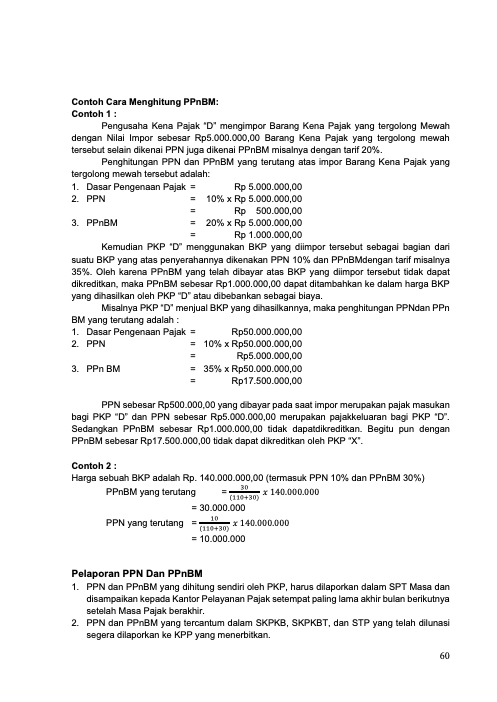 Contoh Cara Menghitung PPnBM:
Contoh 1 :
Pengusaha Kena Pajak “D” mengimpor Barang Kena Pajak yang tergolong Mewah
dengan Nilai Impor sebesar Rp5.000.000,00 Barang Kena Pajak yang tergolong mewah
tersebut selain dikenai PPN juga dikenai PPnBM misalnya dengan tarif 20%.
Penghitungan PPN dan PPnBM yang terutang atas impor Barang Kena Pajak yang
tergolong mewah tersebut adalah:
1. Dasar Pengenaan Pajak = Rp 5.000.000,00
2. PPN = 10% x Rp 5.000.000,00
= Rp 500.000,00
3. PPnBM = 20% x Rp 5.000.000,00
= Rp 1.000.000,00
Kemudian PKP “D” menggunakan BKP yang diimpor tersebut sebagai bagian dari
suatu BKP yang atas penyerahannya dikenakan PPN 10% dan PPnBMdengan tarif misalnya
35%. Oleh karena PPnBM yang telah dibayar atas BKP yang diimpor tersebut tidak dapat
dikreditkan, maka PPnBM sebesar Rp1.000.000,00 dapat ditambahkan ke dalam harga BKP
yang dihasilkan oleh PKP “D” atau dibebankan sebagai biaya.
Misalnya PKP “D” menjual BKP yang dihasilkannya, maka penghitungan PPNdan PPn
BM yang terutang adalah :
1. Dasar Pengenaan Pajak = Rp50.000.000,00
2. PPN = 10% x Rp50.000.000,00
= Rp5.000.000,00
3. PPn BM = 35% x Rp50.000.000,00
= Rp17.500.000,00
PPN sebesar Rp500.000,00 yang dibayar pada saat impor merupakan pajak masukan
bagi PKP “D” dan PPN sebesar Rp5.000.000,00 merupakan pajakkeluaran bagi PKP “D”.
Sedangkan PPnBM sebesar Rp1.000.000,00 tidak dapatdikreditkan. Begitu pun dengan
PPnBM sebesar Rp17.500.000,00 tidak dapat dikreditkan oleh PKP “X”.
Contoh 2 :
Harga sebuah BKP adalah Rp. 140.000.000,00 (termasuk PPN 10% dan PPnBM 30%)
PPnBM yang terutang = 30/(110+30) x 140.000.000
= 30.000.000
PPN yang terutang = 10/(110+30) x 140.000.000
= 10.000.000
Pelaporan PPN Dan PPnBM
1. PPN dan PPnBM yang dihitung sendiri oleh PKP, harus dilaporkan dalam SPT Masa dan
disampaikan kepada Kantor Pelayanan Pajak setempat paling lama akhir bulan berikutnya
setelah Masa Pajak berakhir.
2. PPN dan PPnBM yang tercantum dalam SKPKB, SKPKBT, dan STP yang telah dilunasi
segera dilaporkan ke KPP yang menerbitkan.
60